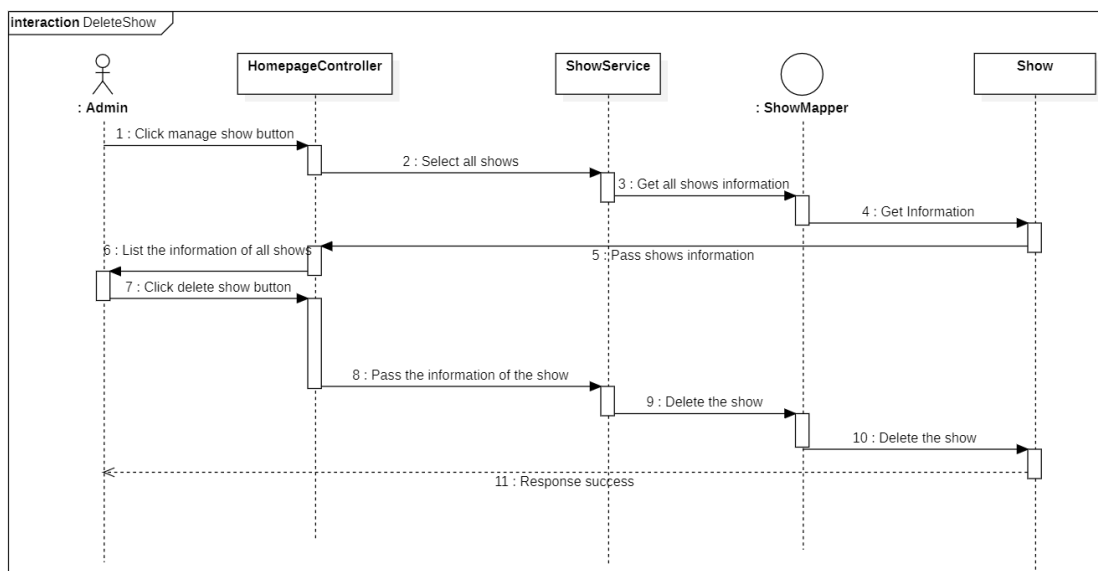 interaction DeleteShow
HomepageController
ShowService
Show
: Admin
: ShowMapper
1 : Click manage show button
2 : Select all shows
3 : Get all shows information
4 : Get Information
5 : Pass shows information
6 : List the information of all shows
7 : Click delete show button
8 : Pass the information of the show
9 : Delete the show
10 : Delete the show
11 : Response success